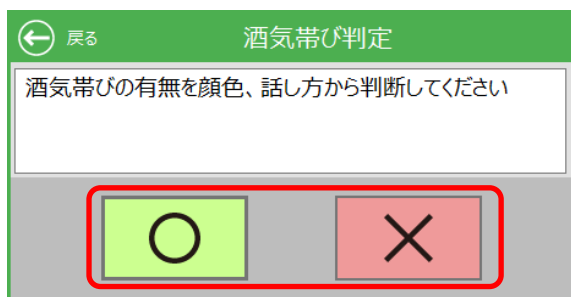 戻る 酒気帯び判定
酒気帯びの有無を顔色、話し方から判断してください
○ ×